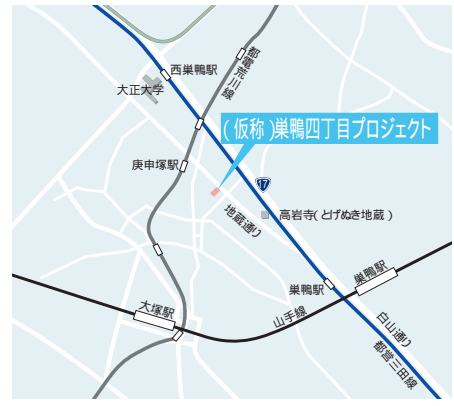 都電荒川線
西巣鴨駅
大正大学
(仮称)巣鴨四丁目プロジェクト
庚申塚駅
17
地蔵通り
高岩寺(とげぬき地蔵)
巣鴨駅
巣鴨駅
大塚駅
山手線
白山通り
都営三田線